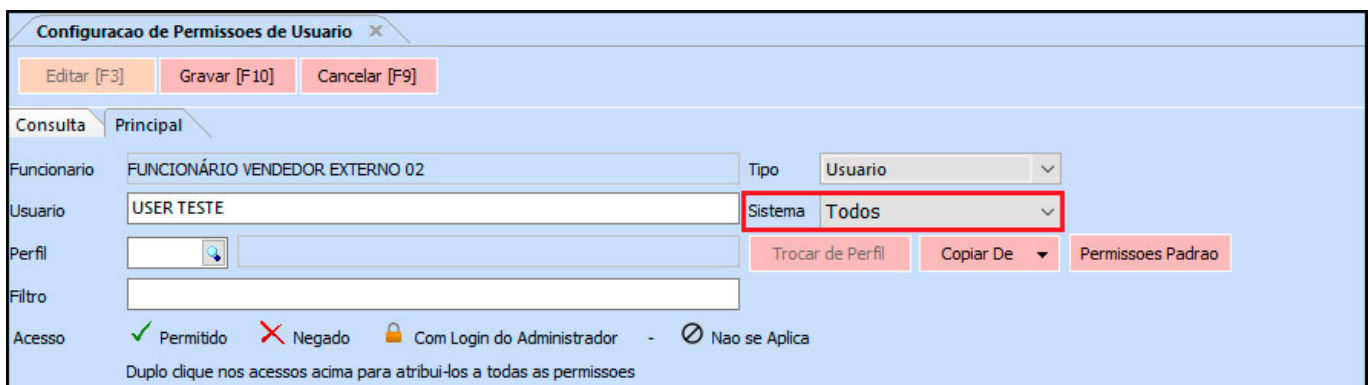 Configuracao de Permissoes de Usuario
Editar [F3] Gravar [F10] Cancelar [F9]
Consulta Principal
Funcionario FUNCIONÁRIO VENDEDOR EXTERNO 02 Tipo Usuario
Usuario USER TESTE Sistema Todos
Perfil Trocar de Perfil Copiar De Permissoes Padrao
Filtro
Acesso Permitido Negado Com Login do Administrador - Nao se Aplica
Duplo clique nos acessos acima para atribui-los a todas as permissoes